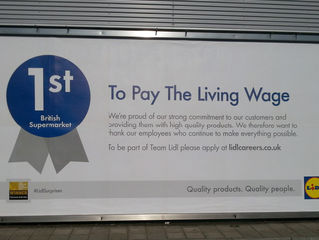 1st
British
Supermarket
To Pay The Living Wage
We're proud of our strong commitment to our customers and
providing them with high quality products. We therefore want to
thank our employees who continue to make everything possible.
To be part of Team Lidl please apply at lidlcareers.co.uk
#LidlSurprises
Quality products. Quality people.
LiDL